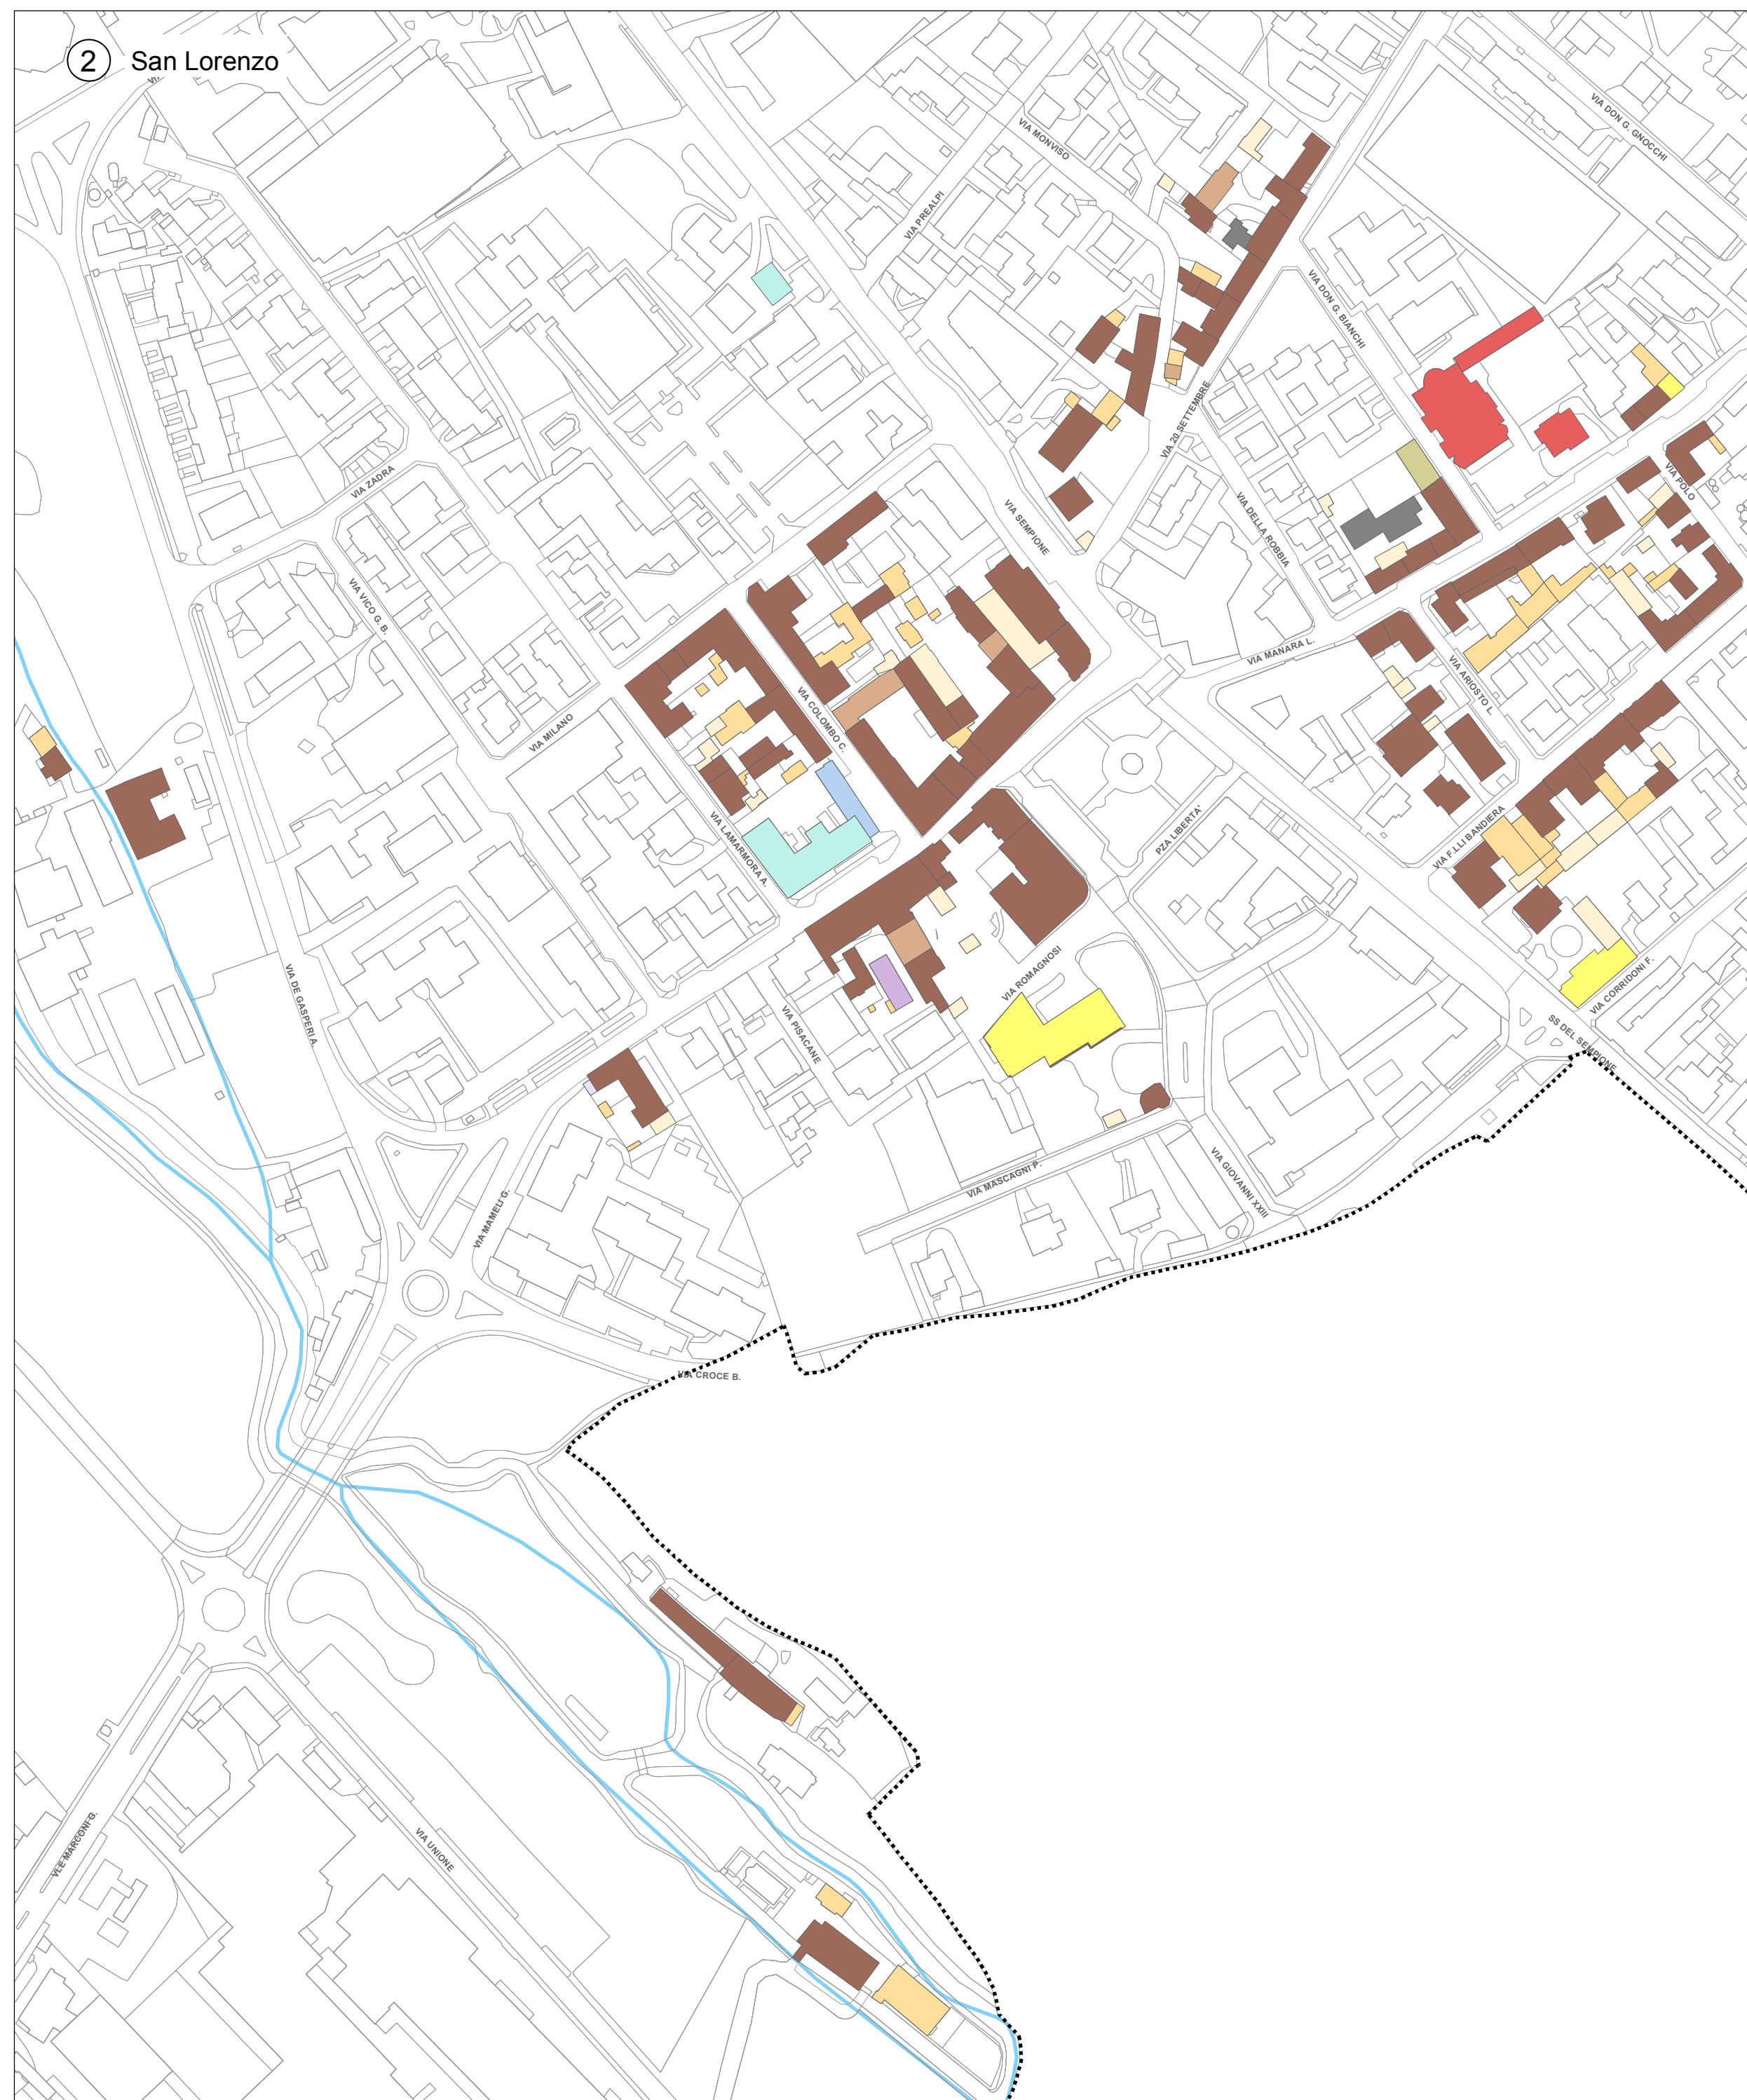 2 San Lorenzo
VIA DON G. GNOCCHI
VIA MONVISO
VIA PREALPI
VIA DON G. BIANCHI
VIA 20 SETTEMBRE
VIA ZADRA
VIA POLO
VIA SEMPIONE
VIA DELLA ROBBIA
VIA VICO G. B.
VIA MANARA L.
VIA ARIOSTO L.
VIA COLOMBO C.
VIA MILANO
VIA LAMARMORA A.
PZA LIBERTA'
VIA F.LLI BANDIERA
VIA ROMAGNOSI
VIA CORRIDONI F.
VIA DE GASPERI A.
VIA PISACANE
SS DEL SEMPIONE
VIA MASCAGNI P.
VIA GIOVANNI XXIII
VIA MAMELI G.
VIA CROCE B.
VLE MARCONI G.
VIA UNIONE